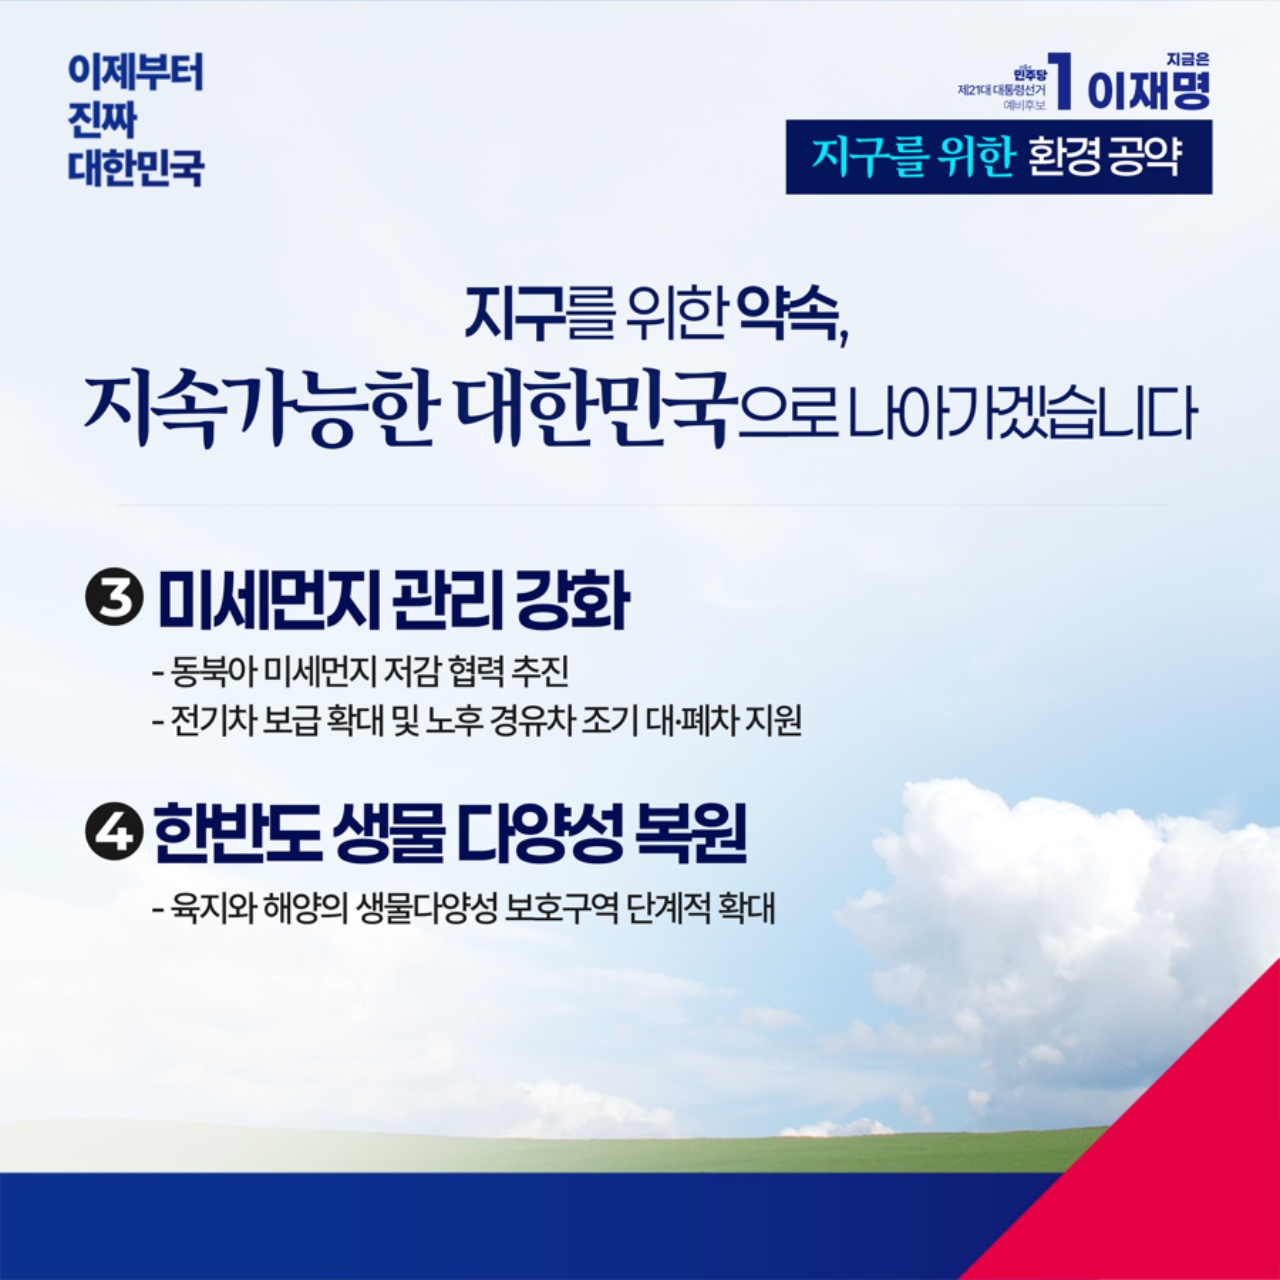 이제부터
진짜
대한민국
지금은
민주당
제21대 대통령선거
예비후보
1 이재명
지구를 위한 환경 공약
지구를 위한 약속,
지속가능한 대한민국으로 나아가겠습니다
3 미세먼지 관리 강화
- 동북아 미세먼지 저감 협력 추진
- 전기차 보급 확대 및 노후 경유차 조기 대·폐차 지원
4 한반도 생물 다양성 복원
- 육지와 해양의 생물다양성 보호구역 단계적 확대